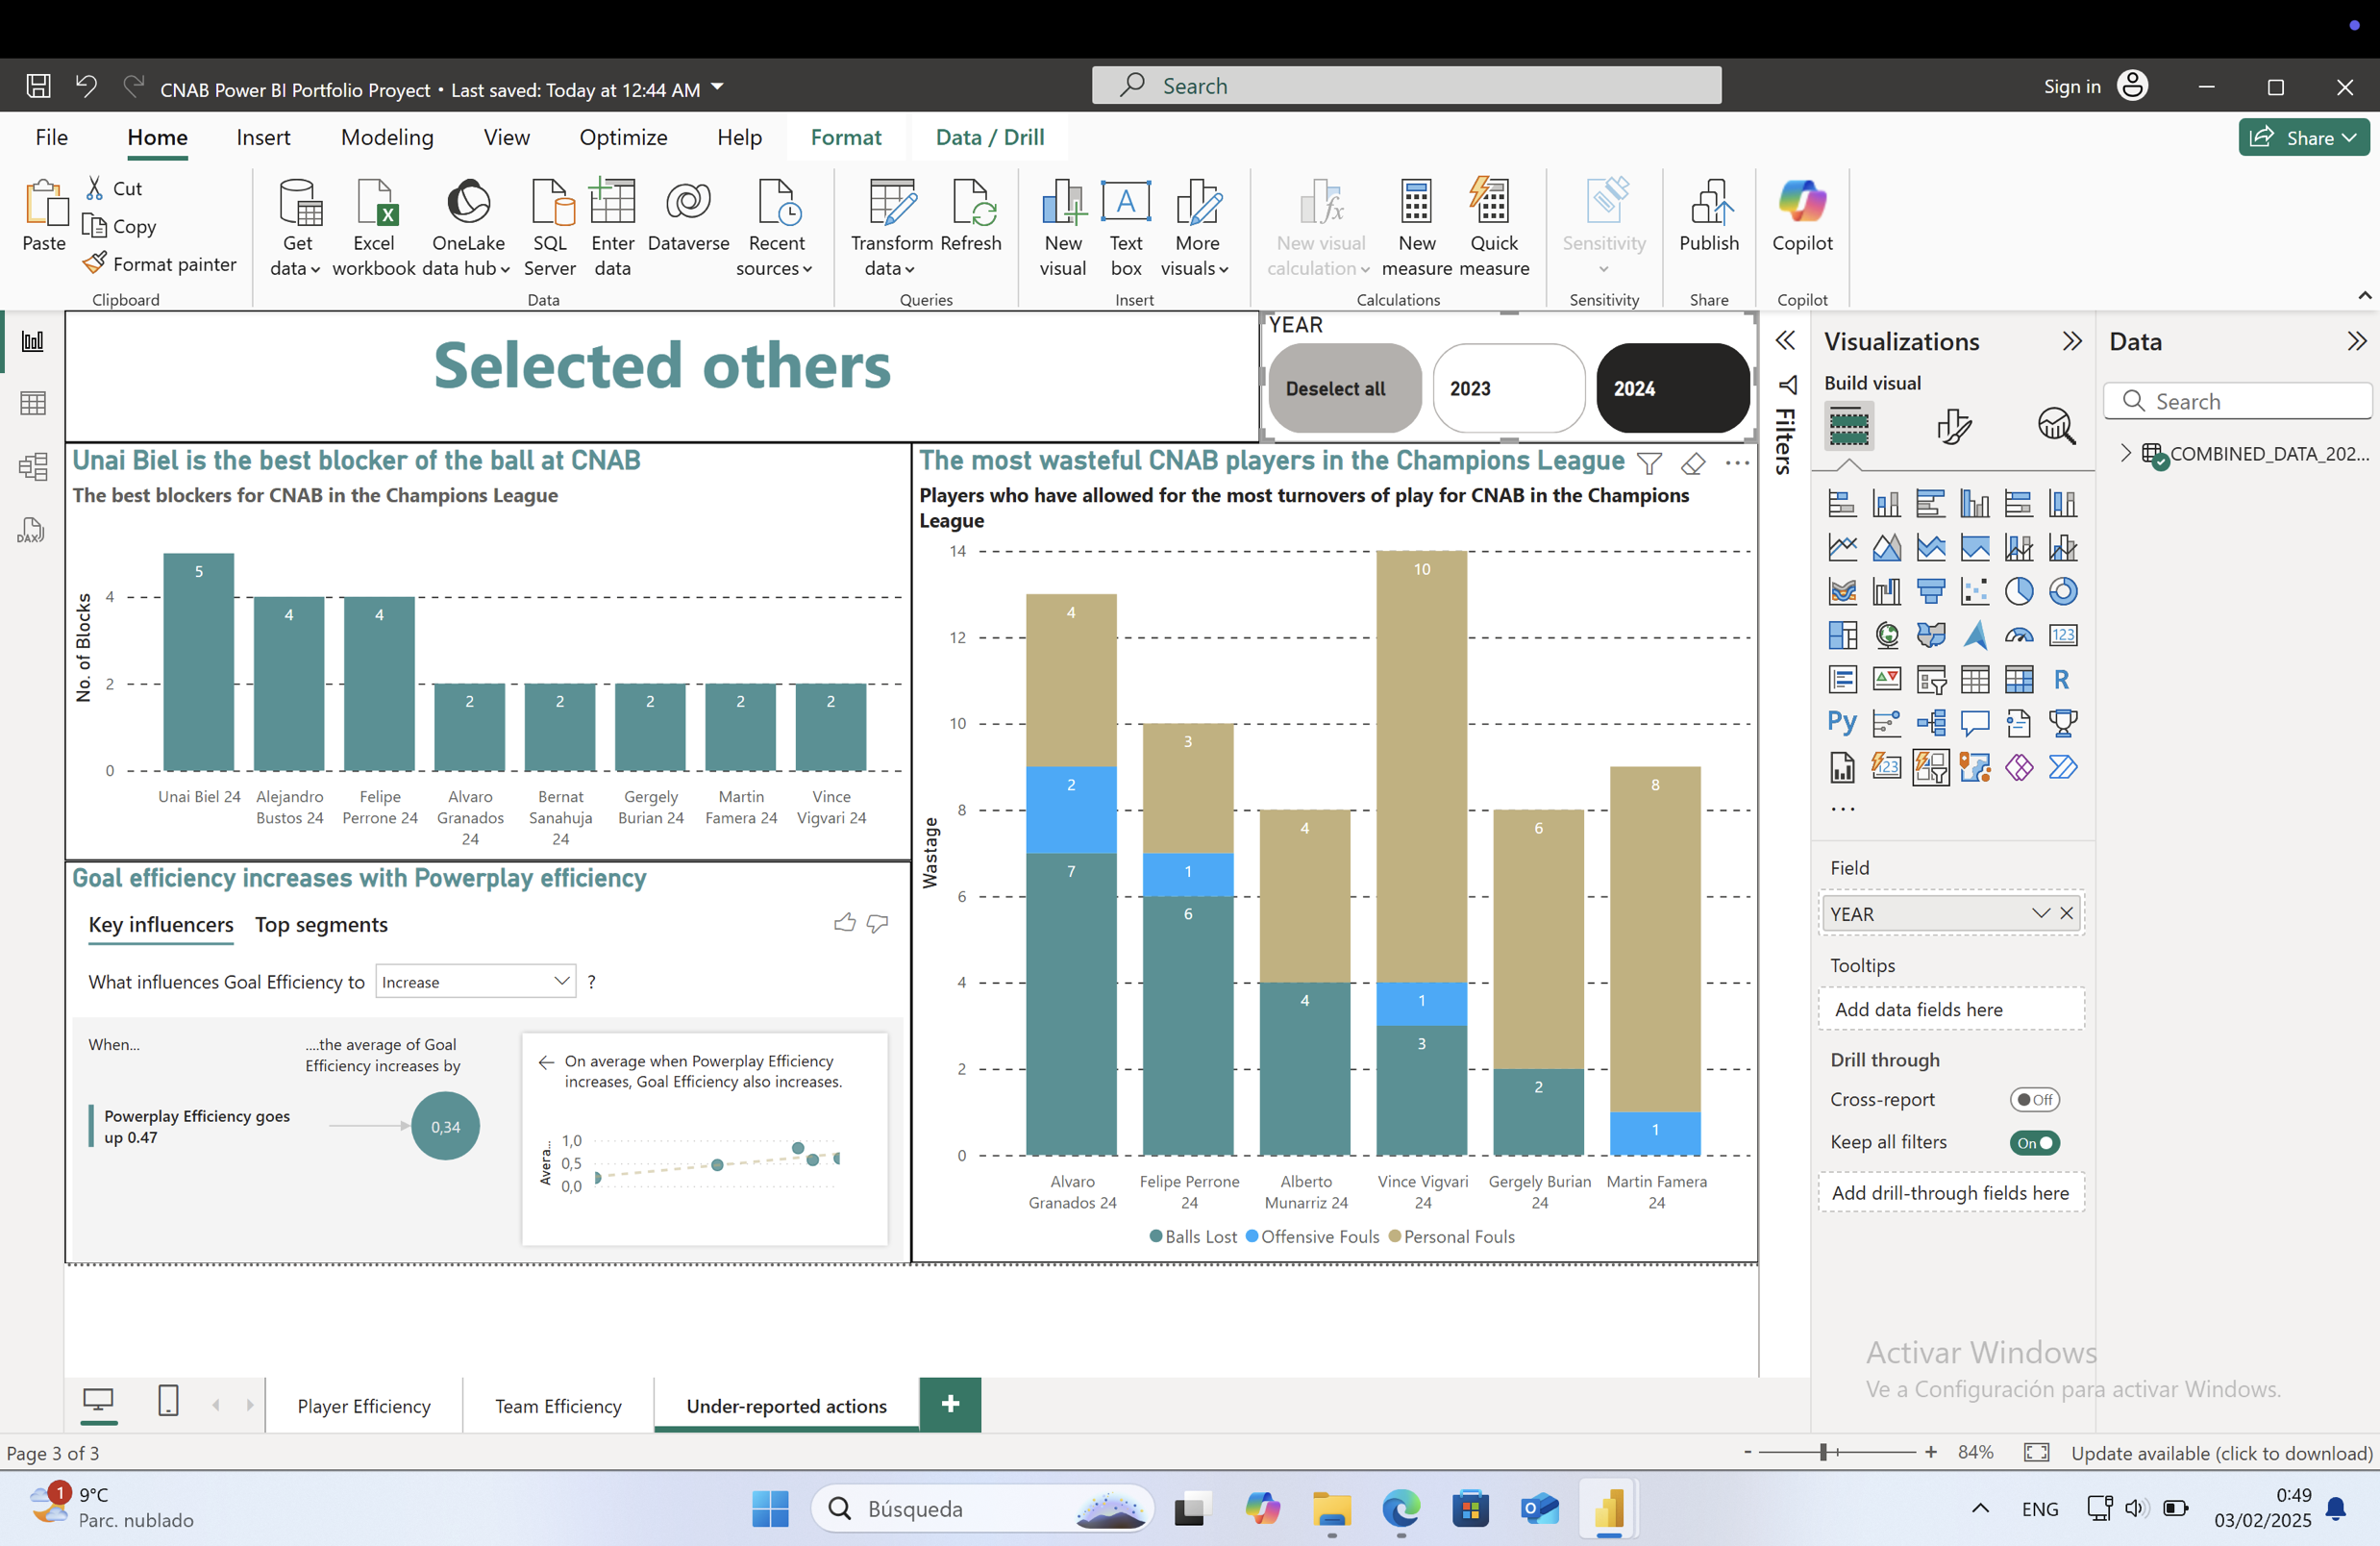 CNAB Power BI Portfolio Proyect • Last saved: Today at 12:44 AM
Search
Sign in
File Home Insert Modeling View Optimize Help Format Data / Drill
Share
Paste
Cut
Copy
Format painter
Clipboard
Get data
Excel workbook
OneLake data hub
SQL Server
Enter data
Dataverse
Recent sources
Data
Transform data
Refresh
Queries
New visual
Text box
More visuals
Insert
New visual calculation
New measure
Quick measure
Calculations
Sensitivity
Sensitivity
Publish
Share
Copilot
Copilot
DAX
Selected others
YEAR
Deselect all 2023 2024
Unai Biel is the best blocker of the ball at CNAB
The best blockers for CNAB in the Champions League
No. of Blocks
4
2
0
5 4 4 2 2 2 2 2
Unai Biel 24
Alejandro Bustos 24
Felipe Perrone 24
Alvaro Granados 24
Bernat Sanahuja 24
Gergely Burian 24
Martin Famera 24
Vince Vigvari 24
Goal efficiency increases with Powerplay efficiency
Key influencers Top segments
What influences Goal Efficiency to Increase ?
When...
....the average of Goal
Efficiency increases by
Powerplay Efficiency goes
up 0.47
0,34
On average when Powerplay Efficiency
increases, Goal Efficiency also increases.
Avera...
1,0
0,5
0,0
The most wasteful CNAB players in the Champions League
Players who have allowed for the most turnovers of play for CNAB in the Champions
League
Wastage
14
12
10
8
6
4
2
0
4 2 7
3 1 6
4 4
10 1 3
6 2
8 1
Alvaro Granados 24
Felipe Perrone 24
Alberto Munarriz 24
Vince Vigvari 24
Gergely Burian 24
Martin Famera 24
Balls Lost Offensive Fouls Personal Fouls
Filters
Visualizations
Build visual
123
R
Py
123
...
Field
YEAR
Tooltips
Add data fields here
Drill through
Cross-report Off
Keep all filters On
Add drill-through fields here
Data
Search
COMBINED_DATA_202...
Activar Windows
Ve a Configuración para activar Windows.
Player Efficiency Team Efficiency Under-reported actions +
Page 3 of 3
- + 84%
Update available (click to download)
1
9°C
Parc. nublado
Búsqueda
ENG
0:49
03/02/2025